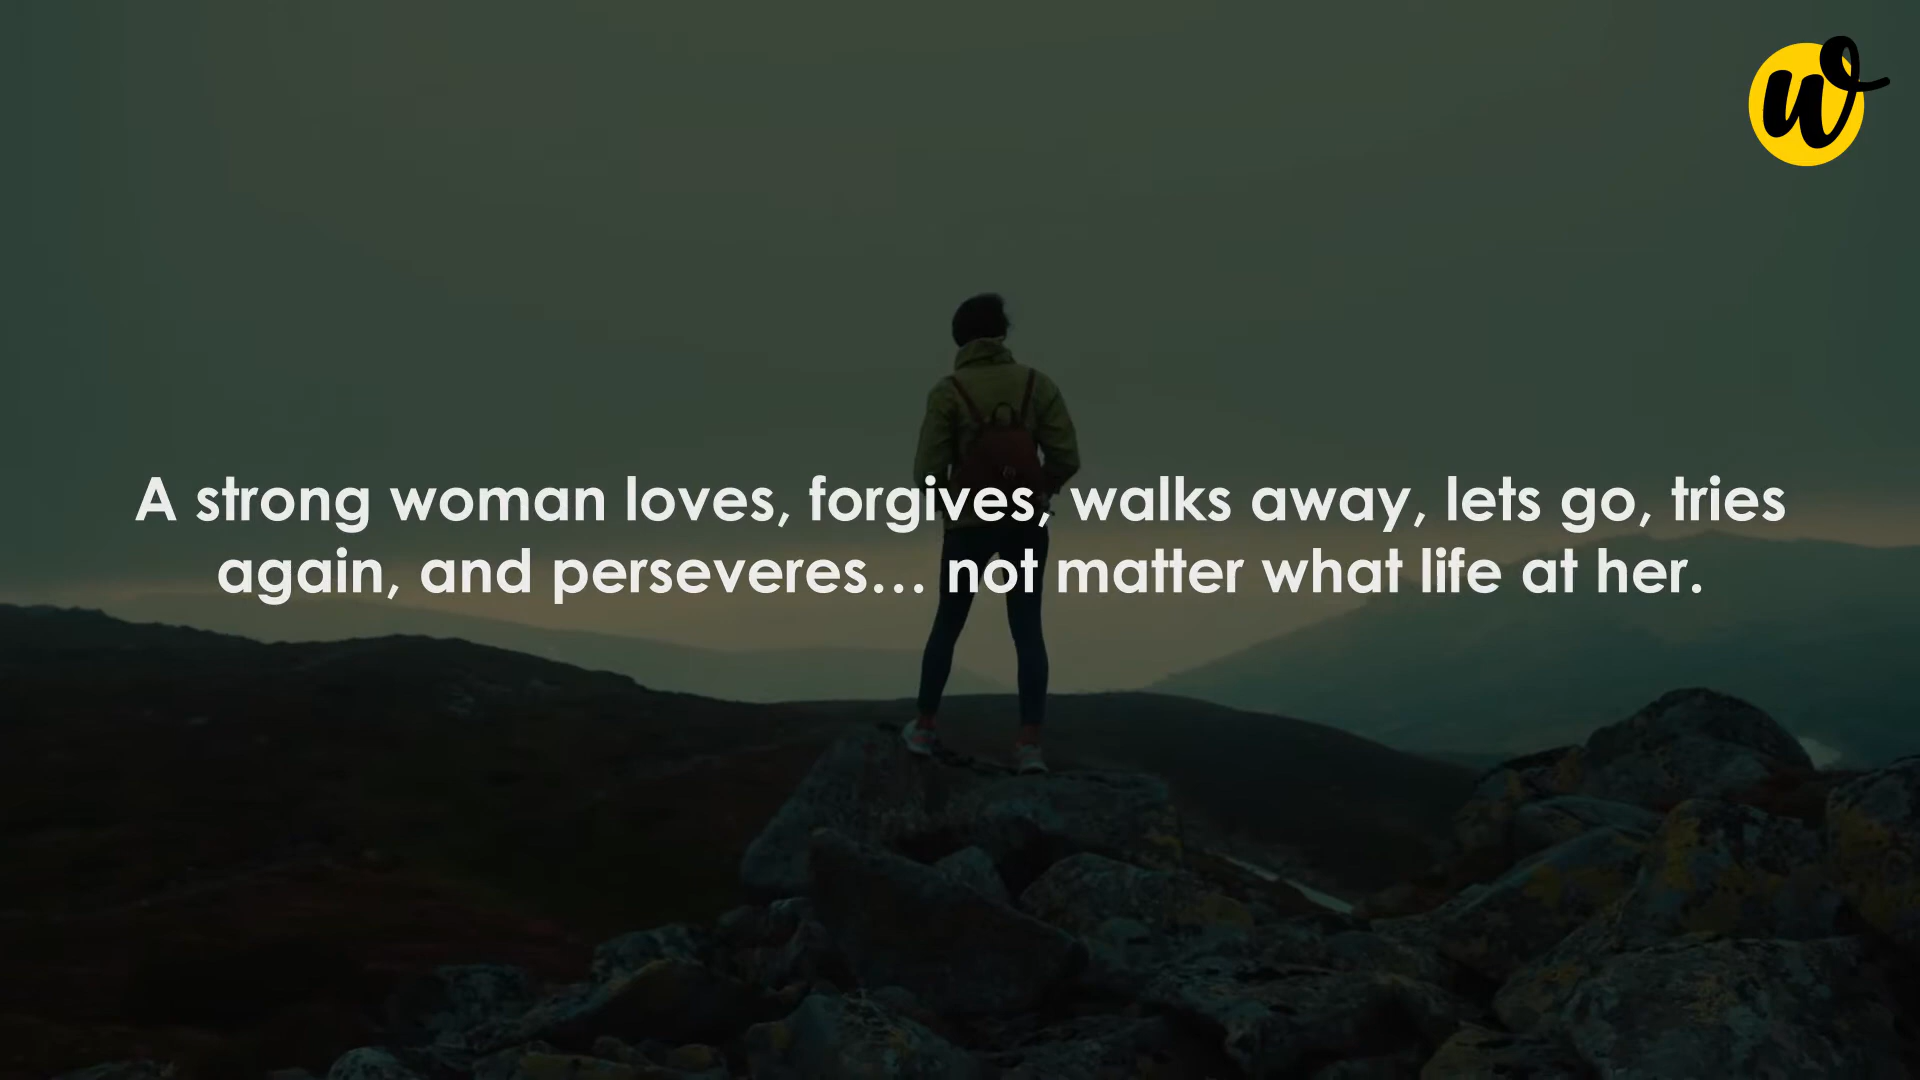 w
A strong woman loves, forgives, walks away, lets go, tries
again, and perseveres… not matter what life at her.